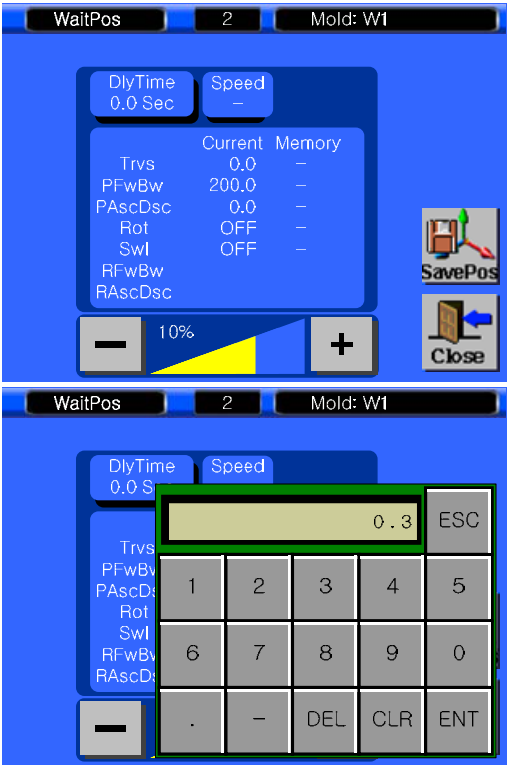 WaitPos 2 Mold: W1
DlyTime Speed
0.0 Sec –
Current Memory
Trvs 0.0 –
PFwBw 200.0 –
PAscDsc 0.0 –
Rot OFF –
Swl OFF –
RFwBw
RAscDsc
SavePos
– 10% +
Close
WaitPos 2 Mold: W1
DlyTime Speed
0.0 S
0.3 ESC
Trvs
PFwBw
PAscDs
Rot
Swl
RFwBw
RAscDs
1 2 3 4 5
6 7 8 9 0
. – DEL CLR ENT
–